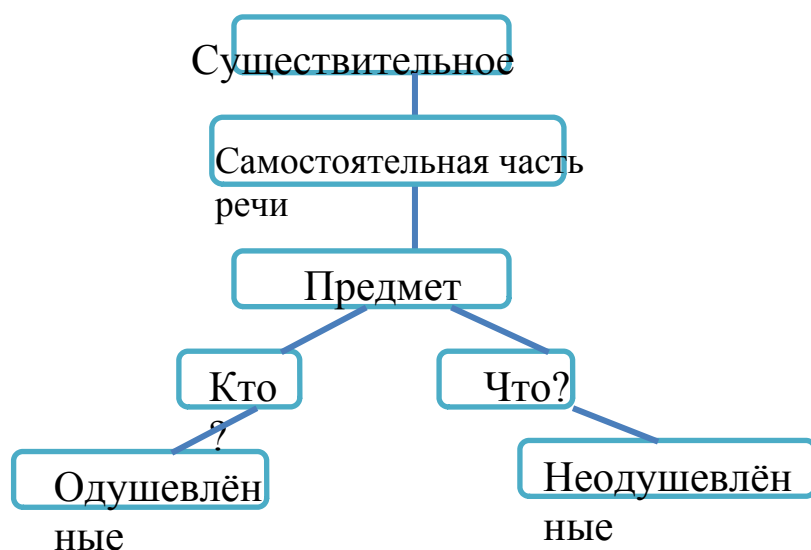 Существительное
Самостоятельная часть
речи
Предмет
Кто
?
Что?
Одушевлён
ные
Неодушевлён
ные